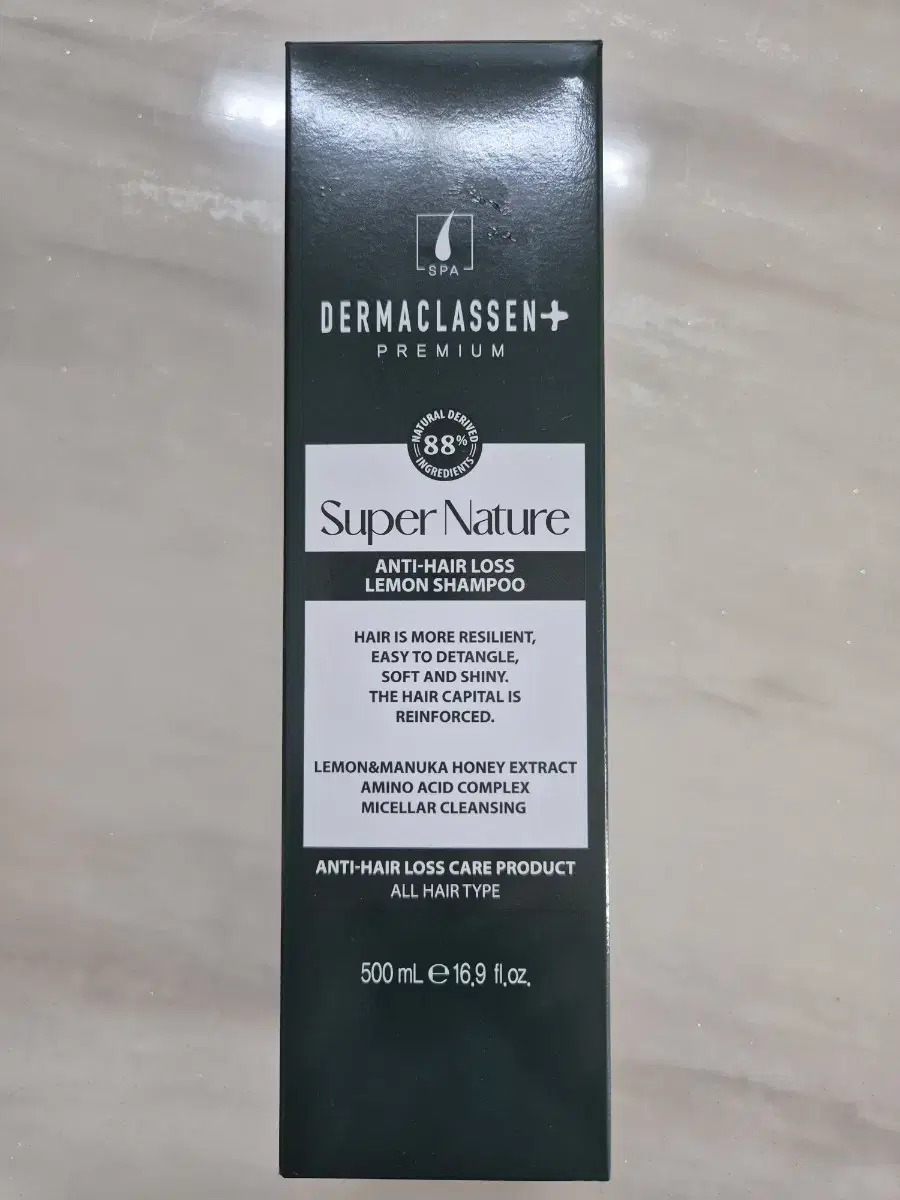 SPA
DERMACLASSEN+
PREMIUM
NATURAL DERIVED
88%
INGREDIENTS
Super Nature
ANTI-HAIR LOSS
LEMON SHAMPOO
HAIR IS MORE RESILIENT,
EASY TO DETANGLE,
SOFT AND SHINY.
THE HAIR CAPITAL IS
REINFORCED.
LEMON&MANUKA HONEY EXTRACT
AMINO ACID COMPLEX
MICELLAR CLEANSING
ANTI-HAIR LOSS CARE PRODUCT
ALL HAIR TYPE
500 mL ℮ 16.9 fl.oz.